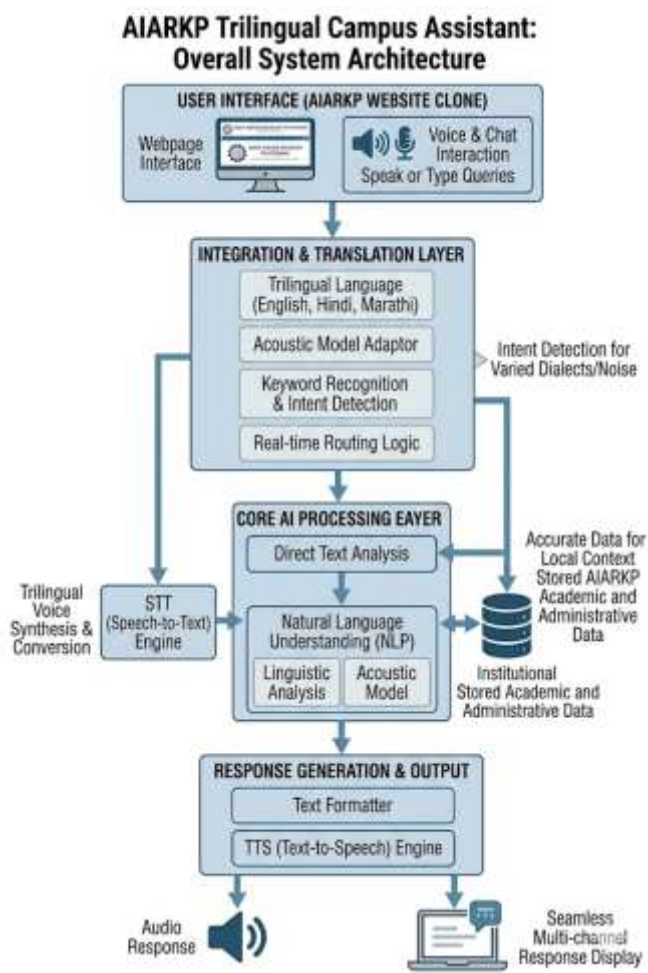 AIARKP Trilingual Campus Assistant:
Overall System Architecture
USER INTERFACE (AIARKP WEBSITE CLONE)
Webpage
Interface
Voice & Chat
Interaction
Speak or Type Queries
INTEGRATION & TRANSLATION LAYER
Trilingual Language
(English, Hindi, Marathi)
Acoustic Model Adaptor
Keyword Recognition
& Intent Detection
Real-time Routing Logic
Intent Detection for
Varied Dialects/Noise
CORE AI PROCESSING EAYER
Direct Text Analysis
Accurate Data for
Local Context
Stored AIARKP
Academic and
Administrative
Data
Trilingual
Voice
Synthesis &
Conversion
STT
(Speech-to-Text)
Engine
Natural Language
Understanding (NLP)
Linguistic
Analysis
Acoustic
Model
Institutional
Stored Academic and
Administrative Data
RESPONSE GENERATION & OUTPUT
Text Formatter
TTS (Text-to-Speech) Engine
Audio
Response
Seamless
Multi-channel
Response Display